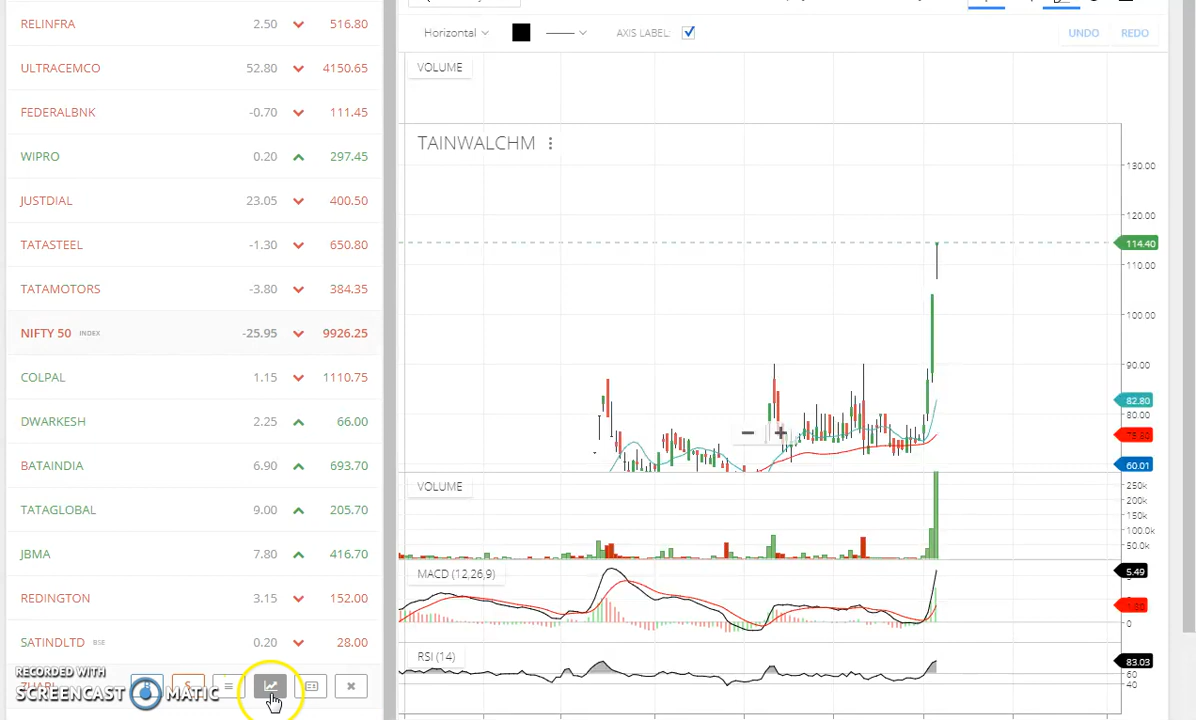 RELINFRA 2.50 516.80
ULTRACEMCO 52.80 4150.65
FEDERALBNK -0.70 111.45
WIPRO 0.20 297.45
JUSTDIAL 23.05 400.50
TATASTEEL -1.30 650.80
TATAMOTORS -3.80 384.35
NIFTY 50 INDEX -25.95 9926.25
COLPAL 1.15 1110.75
DWARKESH 2.25 66.00
BATAINDIA 6.90 693.70
TATAGLOBAL 9.00 205.70
JBMA 7.80 416.70
REDINGTON 3.15 152.00
SATINDLTD BSE 0.20 28.00
RECORDED WITH
SCREENCAST MATIC
Horizontal AXIS LABEL: UNDO REDO
VOLUME
TAINWALCHM
130.00
120.00
114.40
110.00
100.00
90.00
82.80
80.00
60.01
VOLUME
250k
200k
150k
100.0k
50.0k
MACD (12,26,9)
5.49
0
RSI (14)
83.03
60
40